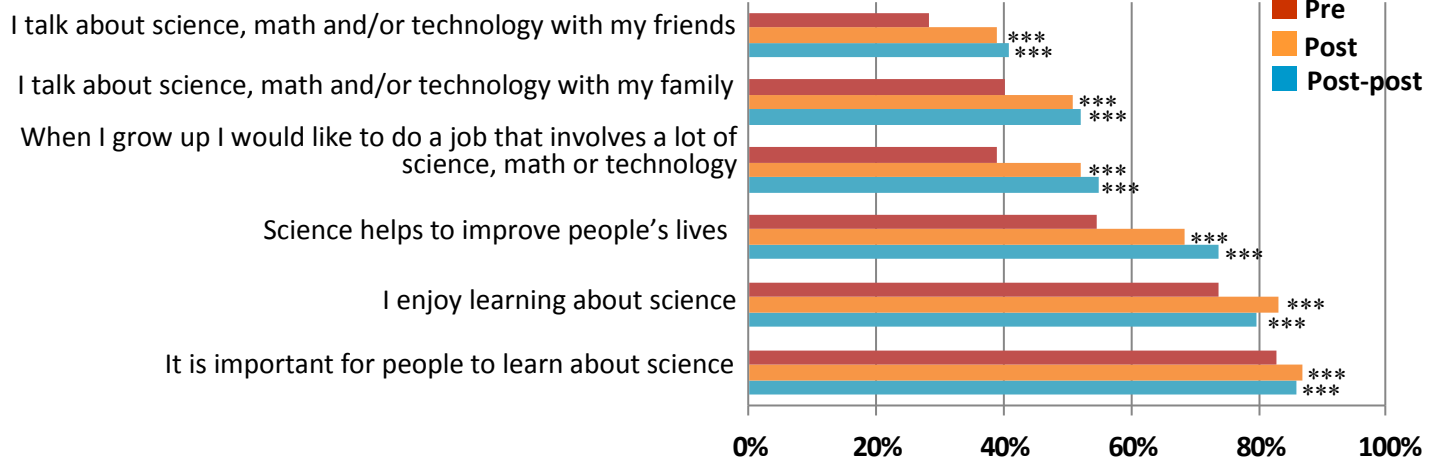 Pre
I talk about science, math and/or technology with my friends
***
***
Post
Post-post
I talk about science, math and/or technology with my family
***
***
When I grow up I would like to do a job that involves a lot of
science, math or technology
***
***
Science helps to improve people’s lives
***
***
I enjoy learning about science
***
***
It is important for people to learn about science
***
***
0% 20% 40% 60% 80% 100%